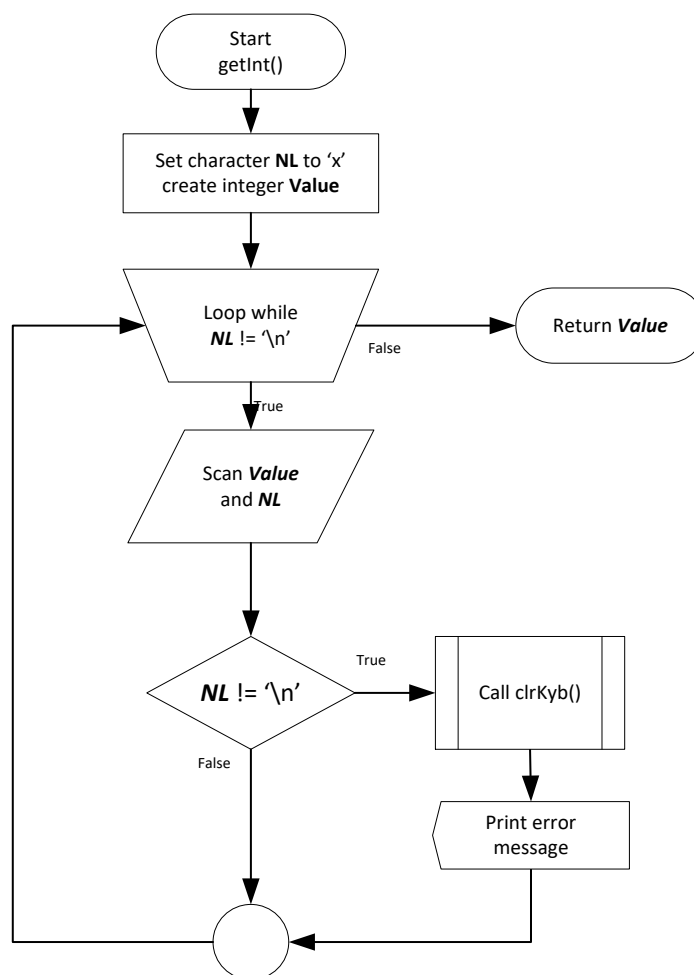 Start
getInt()
Set character NL to ‘x’
create integer Value
Loop while
NL != ‘\n’
False
Return Value
True
Scan Value
and NL
NL != ‘\n’
True
Call clrKyb()
False
Print error
message